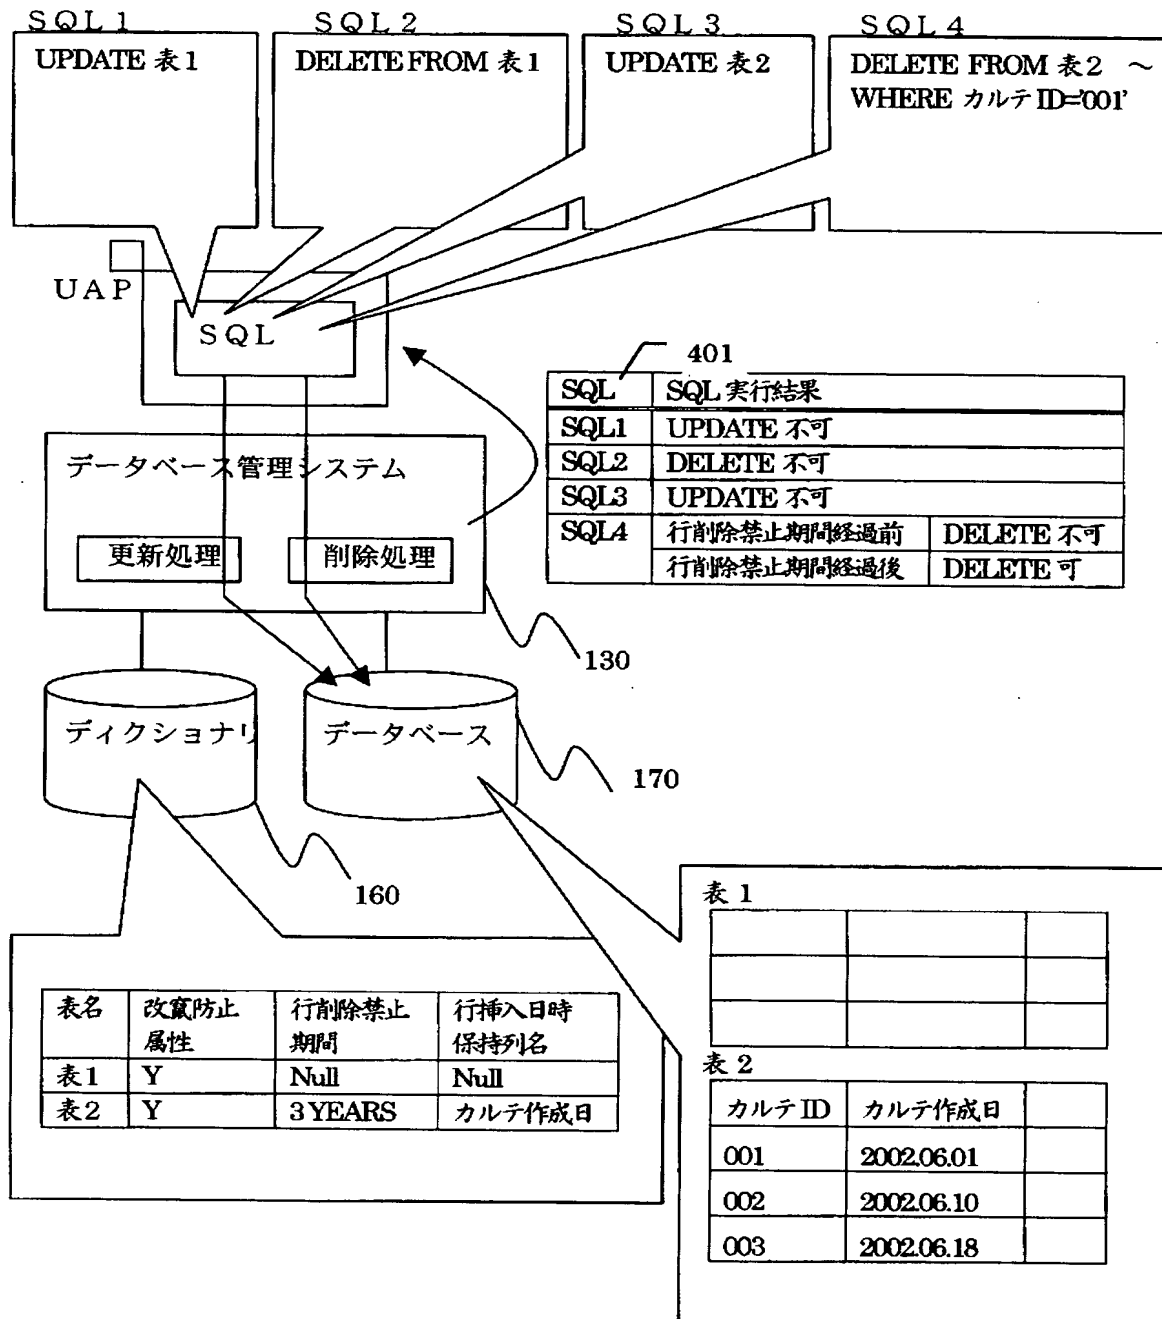 SQL1
UPDATE 表1
SQL2
DELETE FROM 表1
SQL3
UPDATE 表2
SQL4
DELETE FROM 表2 ～
WHERE カルテID='001'
UAP
SQL
401
SQL SQL実行結果
SQL1 UPDATE 不可
SQL2 DELETE 不可
SQL3 UPDATE 不可
SQL4 行削除禁止期間経過前 DELETE 不可
行削除禁止期間経過後 DELETE 可
データベース管理システム
更新処理 削除処理
130
ディクショナリ
データベース
170
160
表名 改竄防止 行削除禁止 行挿入日時
属性 期間 保持列名
表1 Y Null Null
表2 Y 3YEARS カルテ作成日
表1
表2
カルテID カルテ作成日
001 2002.06.01
002 2002.06.10
003 2002.06.18